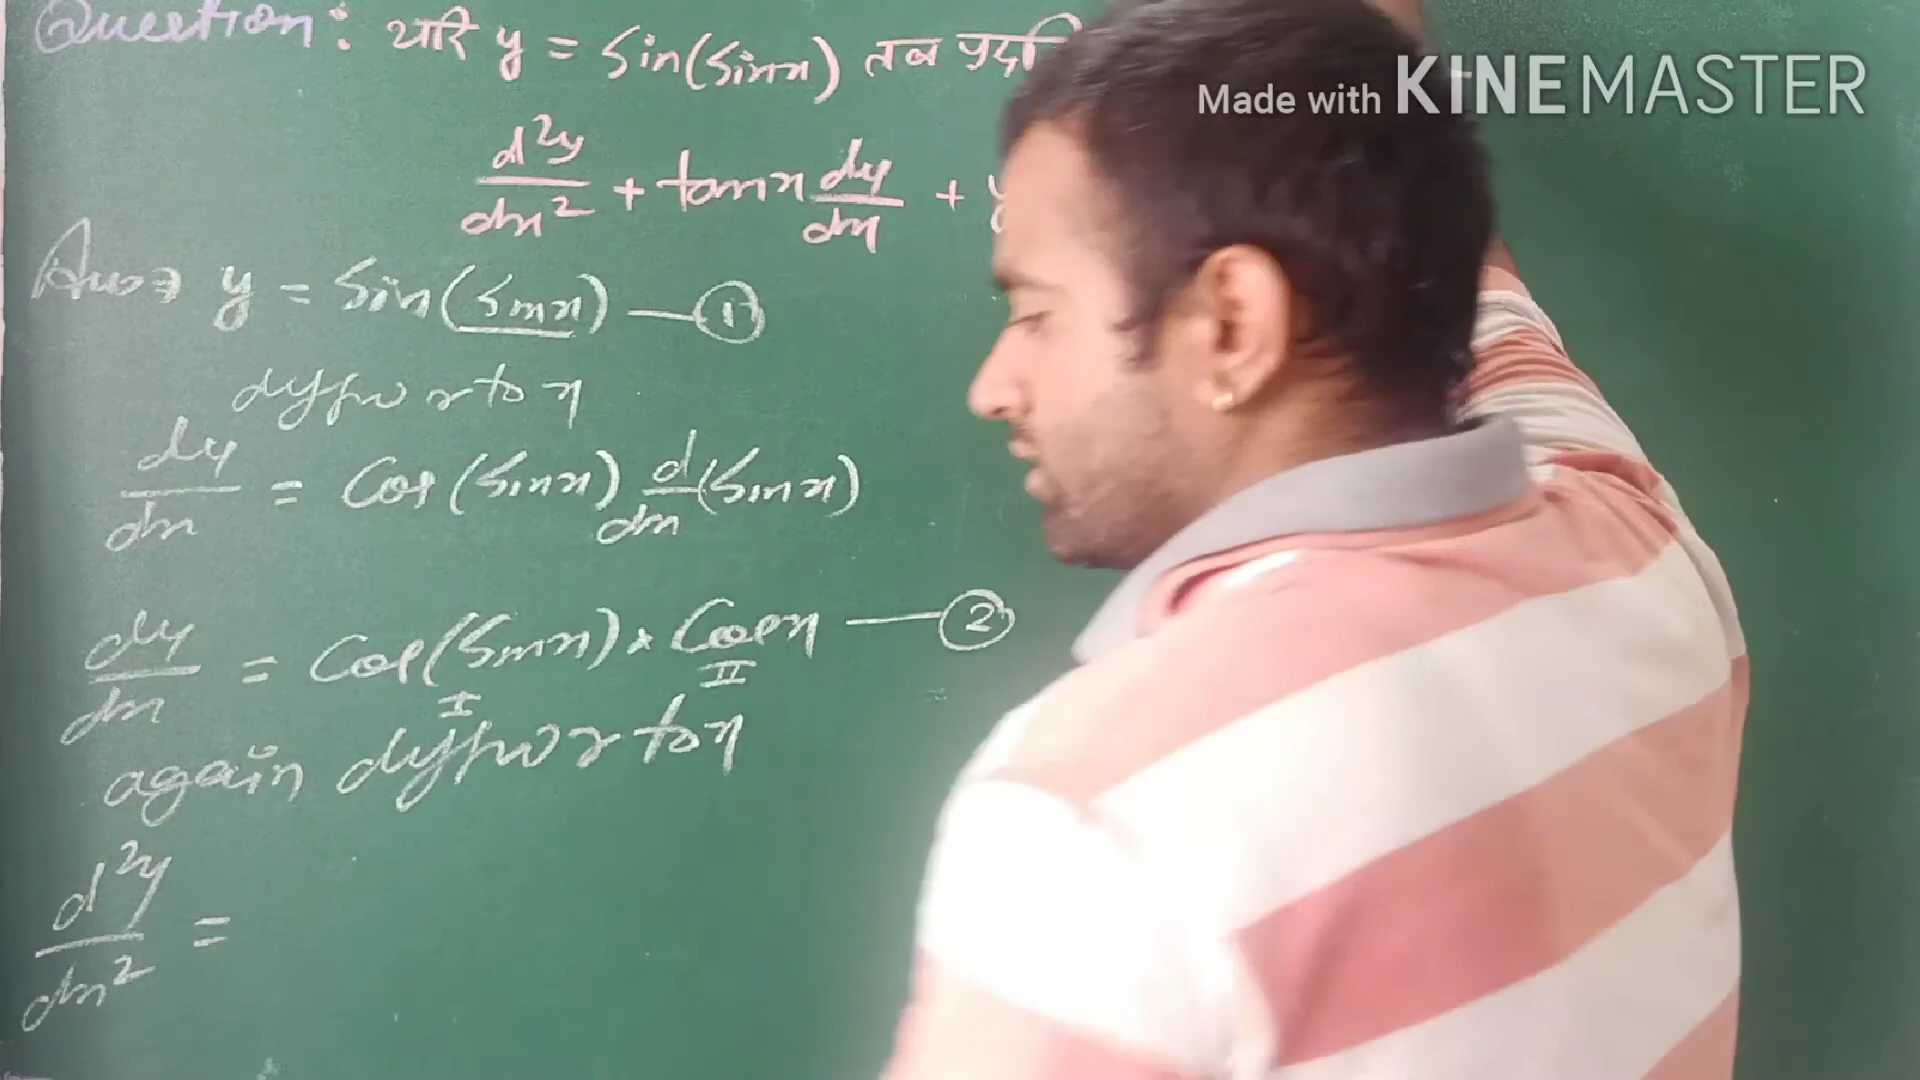 Question: यदि y = Sin(Sinx) तब
Made with KINEMASTER
d²y/dx² + tanx dy/dx + y
Ans→ y = Sin(Sinx) —①
diff w r to x
dy/dx = Cos(Sinx) d/dx (Sinx)
dy/dx = Cos(Sinx) × Cosx —②
I II
again diff w r to x
d²y/dx² =